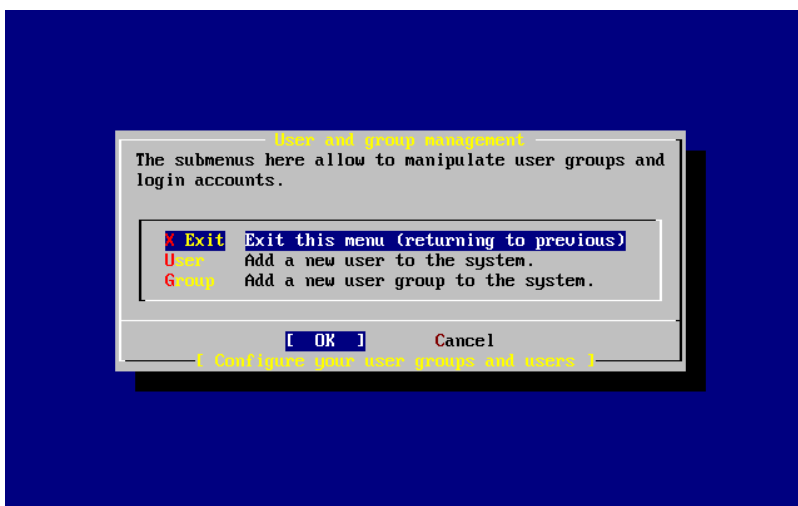 User and group management
The submenus here allow to manipulate user groups and
login accounts.
X Exit Exit this menu (returning to previous)
User Add a new user to the system.
Group Add a new user group to the system.
[ OK ] Cancel
[ Configure your user groups and users ]